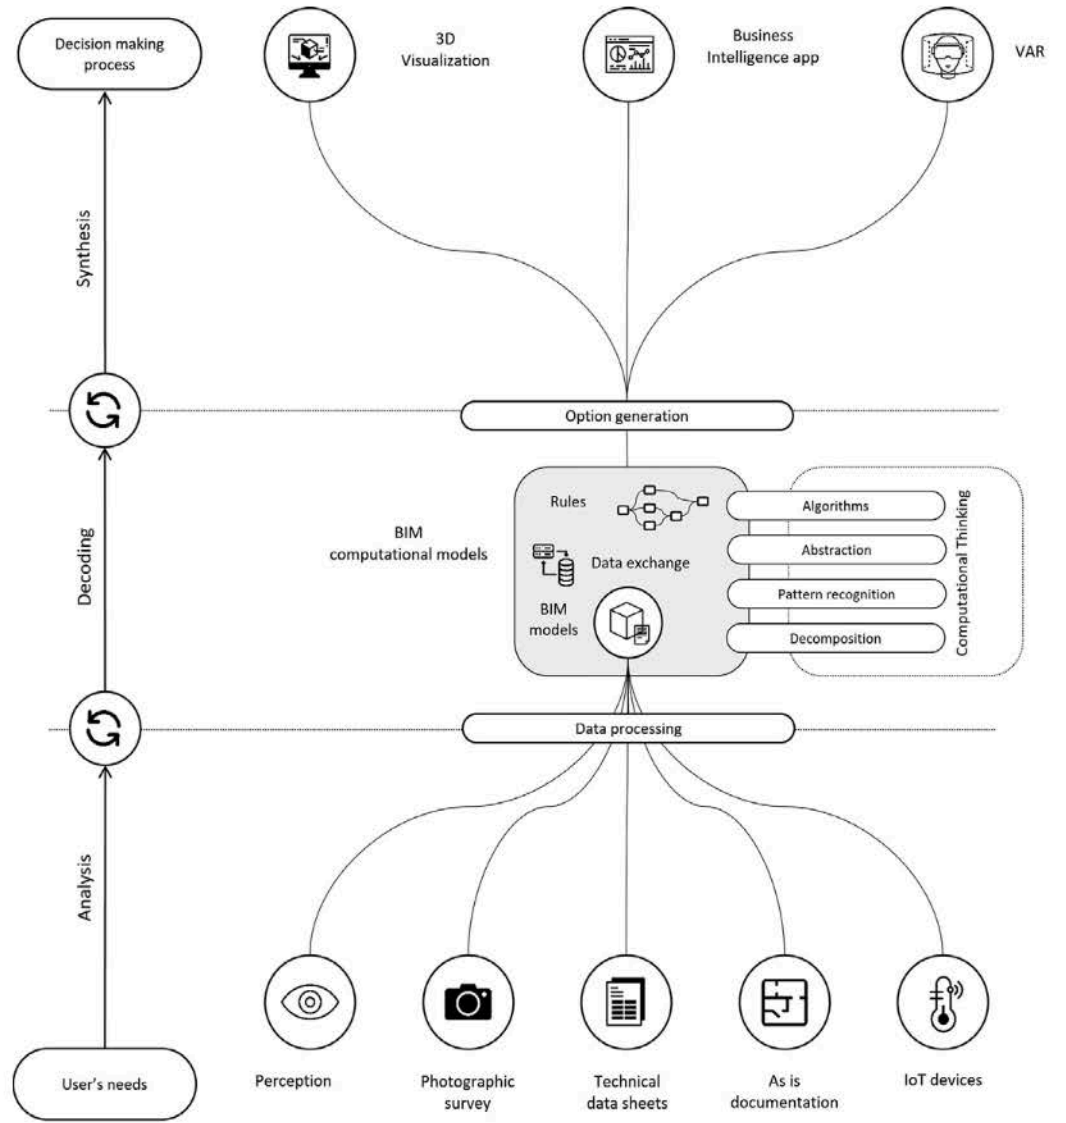 Decision making
process
3D
Visualization
Business
Intelligence app
VAR
Synthesis
Option generation
Decoding
BIM
computational models
Rules
Data exchange
BIM
models
Algorithms
Abstraction
Pattern recognition
Decomposition
Computational Thinking
Data processing
Analysis
User's needs
Perception
Photographic
survey
Technical
data sheets
As is
documentation
IoT devices